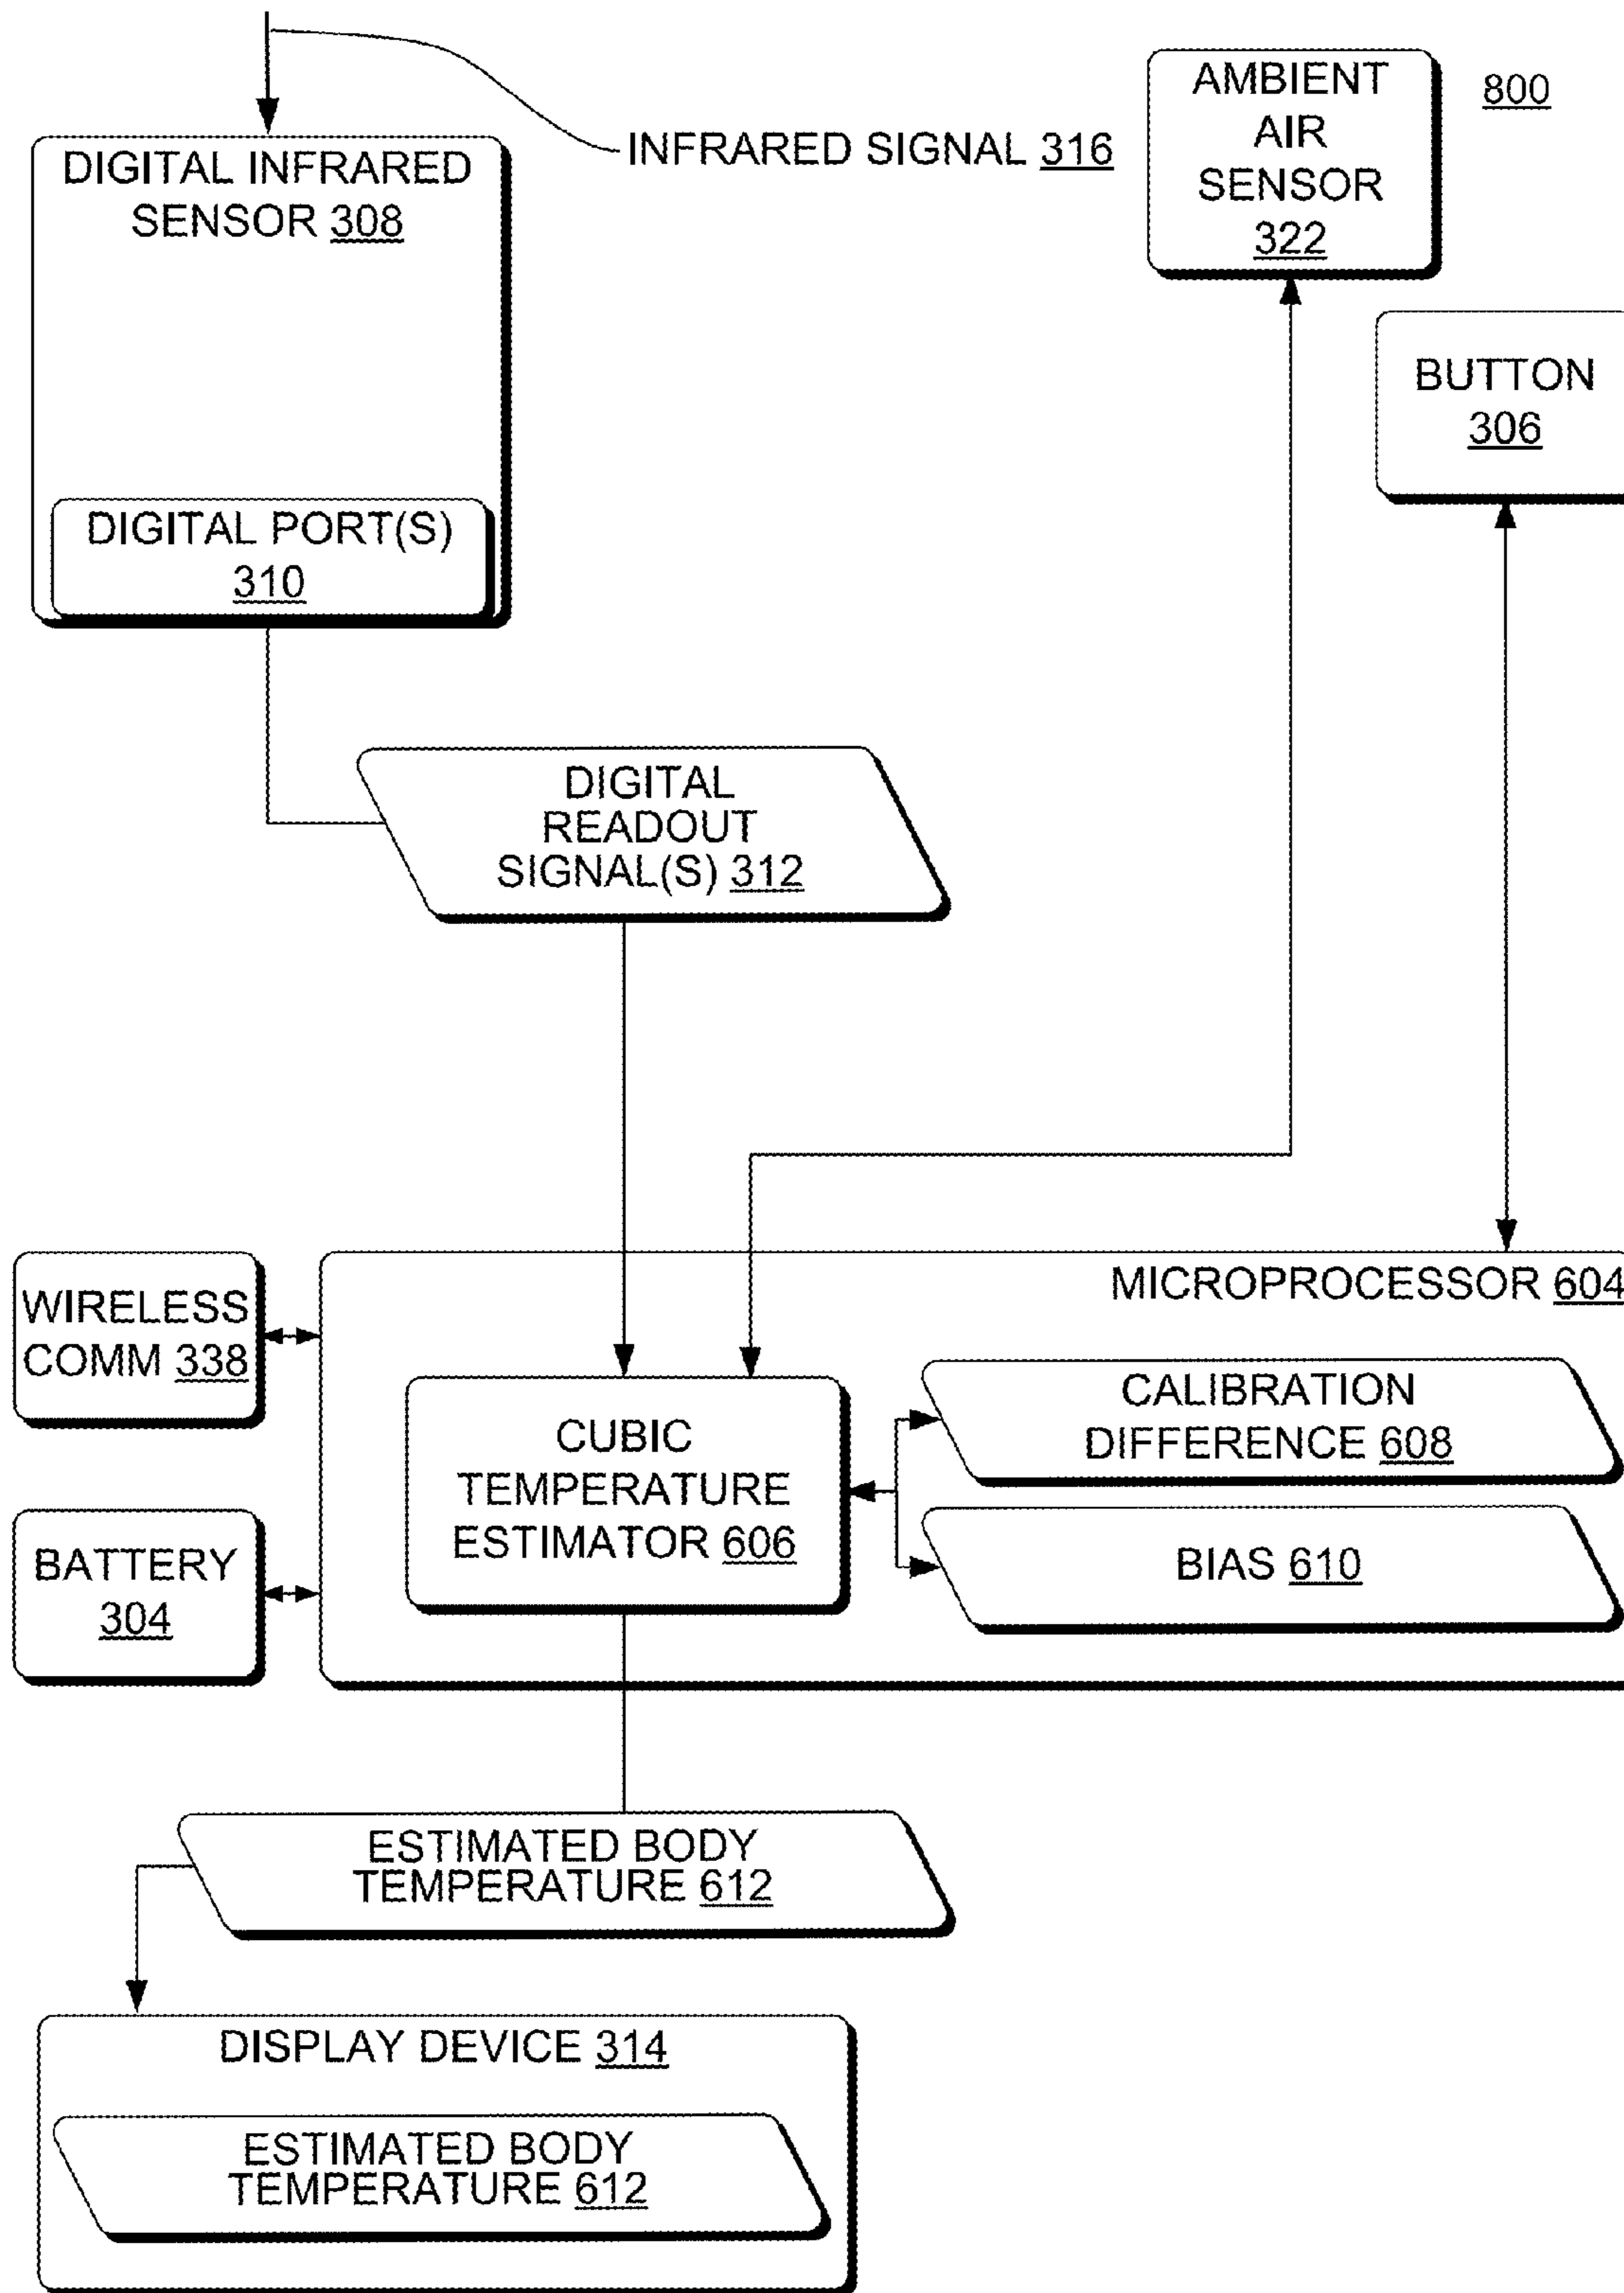 INFRARED SIGNAL 316
DIGITAL INFRARED
SENSOR 308
DIGITAL PORT(S)
310
AMBIENT
AIR
SENSOR
322
800
BUTTON
306
DIGITAL
READOUT
SIGNAL(S) 312
MICROPROCESSOR 604
WIRELESS
COMM 338
BATTERY
304
CUBIC
TEMPERATURE
ESTIMATOR 606
CALIBRATION
DIFFERENCE 608
BIAS 610
ESTIMATED BODY
TEMPERATURE 612
DISPLAY DEVICE 314
ESTIMATED BODY
TEMPERATURE 612